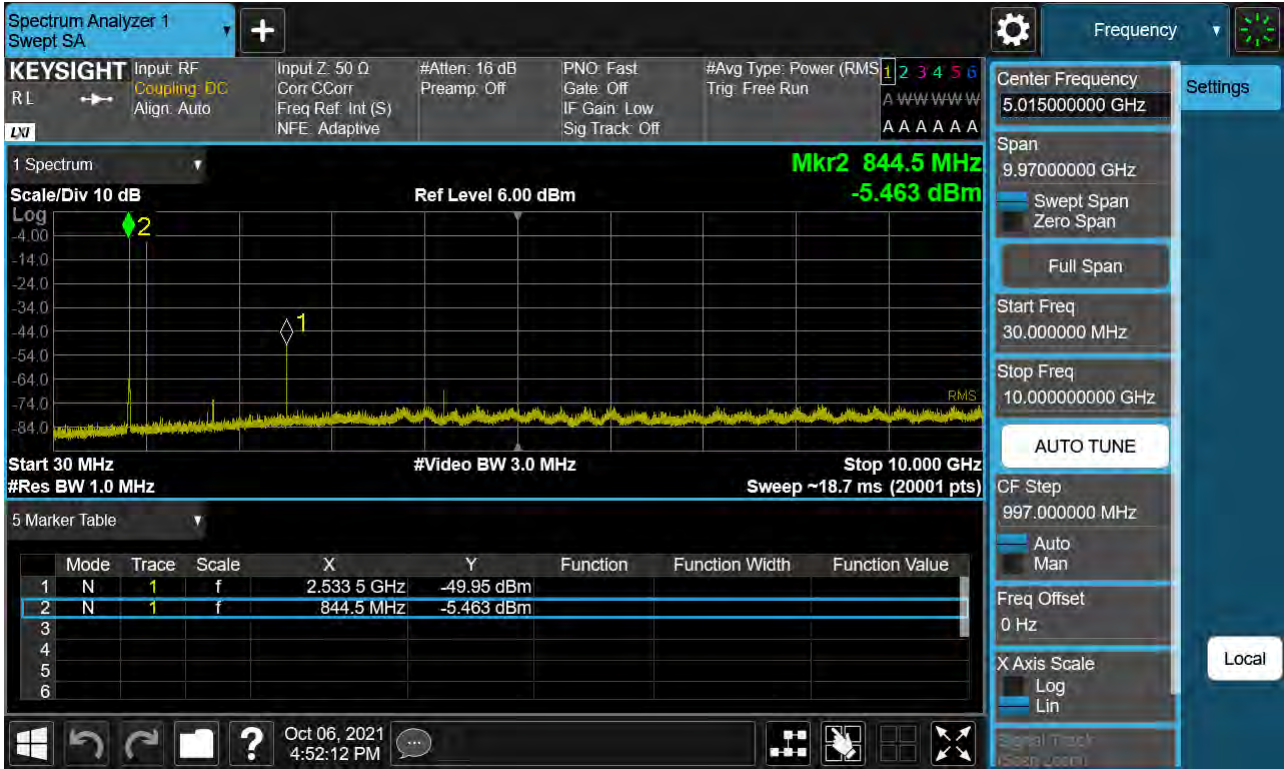 Spectrum Analyzer 1
Swept SA
+
Frequency
KEYSIGHT
RL
LXI
Input: RF
Coupling: DC
Align: Auto
Input Z: 50 Ω
Corr CCorr
Freq Ref: Int (S)
NFE: Adaptive
#Atten: 16 dB
Preamp: Off
PNO: Fast
Gate: Off
IF Gain: Low
Sig Track: Off
#Avg Type: Power (RMS
Trig: Free Run
1 2 3 4 5 6
A W W W W W
A A A A A A
1 Spectrum
Scale/Div 10 dB
Ref Level 6.00 dBm
Mkr2 844.5 MHz
-5.463 dBm
Log
-4.00
-14.0
-24.0
-34.0
-44.0
-54.0
-64.0
-74.0
-84.0
2
1
RMS
Start 30 MHz
#Video BW 3.0 MHz
Stop 10.000 GHz
#Res BW 1.0 MHz
Sweep ~18.7 ms (20001 pts)
5 Marker Table
Mode Trace Scale X Y Function Function Width Function Value
1 N 1 f 2.533 5 GHz -49.95 dBm
2 N 1 f 844.5 MHz -5.463 dBm
3
4
5
6
Center Frequency
5.015000000 GHz
Settings
Span
9.97000000 GHz
Swept Span
Zero Span
Full Span
Start Freq
30.000000 MHz
Stop Freq
10.000000000 GHz
AUTO TUNE
CF Step
997.000000 MHz
Auto
Man
Freq Offset
0 Hz
X Axis Scale
Log
Lin
Signal Track
(Span Zoom)
Local
?
Oct 06, 2021
4:52:12 PM